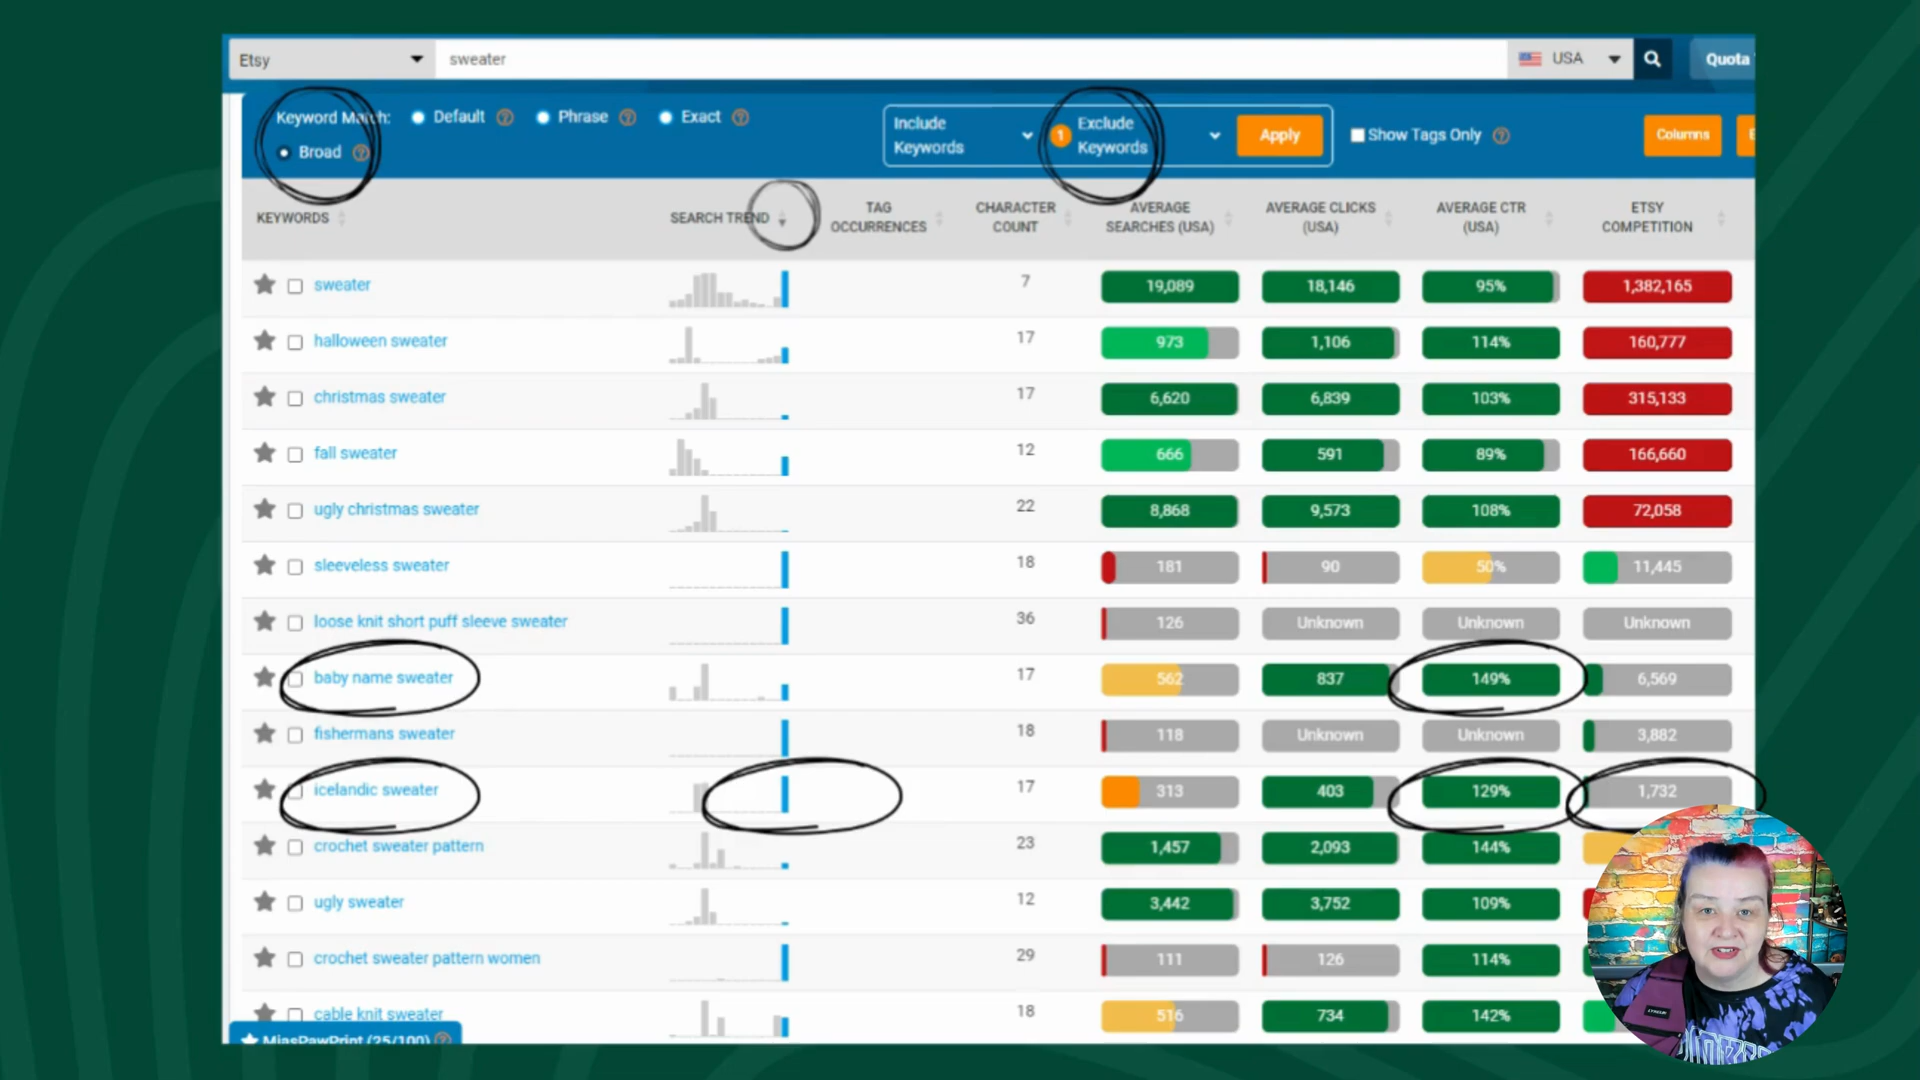 Etsy sweater USA Quota
Keyword Match: Default Phrase Exact
Broad
Include
Keywords
1 Exclude
Keywords
Apply
Show Tags Only
Columns
KEYWORDS SEARCH TREND TAG
OCCURRENCES CHARACTER
COUNT AVERAGE
SEARCHES (USA) AVERAGE CLICKS
(USA) AVERAGE CTR
(USA) ETSY
COMPETITION
sweater 7 19,089 18,146 95% 1,382,165
halloween sweater 17 973 1,106 114% 160,777
christmas sweater 17 6,620 6,839 103% 315,133
fall sweater 12 666 591 89% 166,660
ugly christmas sweater 22 8,868 9,573 108% 72,058
sleeveless sweater 18 181 90 50% 11,445
loose knit short puff sleeve sweater 36 126 Unknown Unknown Unknown
baby name sweater 17 562 837 149% 6,569
fishermans sweater 18 118 Unknown Unknown 3,882
icelandic sweater 17 313 403 129% 1,732
crochet sweater pattern 23 1,457 2,093 144%
ugly sweater 12 3,442 3,752 109%
crochet sweater pattern women 29 111 126 114%
cable knit sweater 18 516 734 142%
MiasPawPrint (25/100)